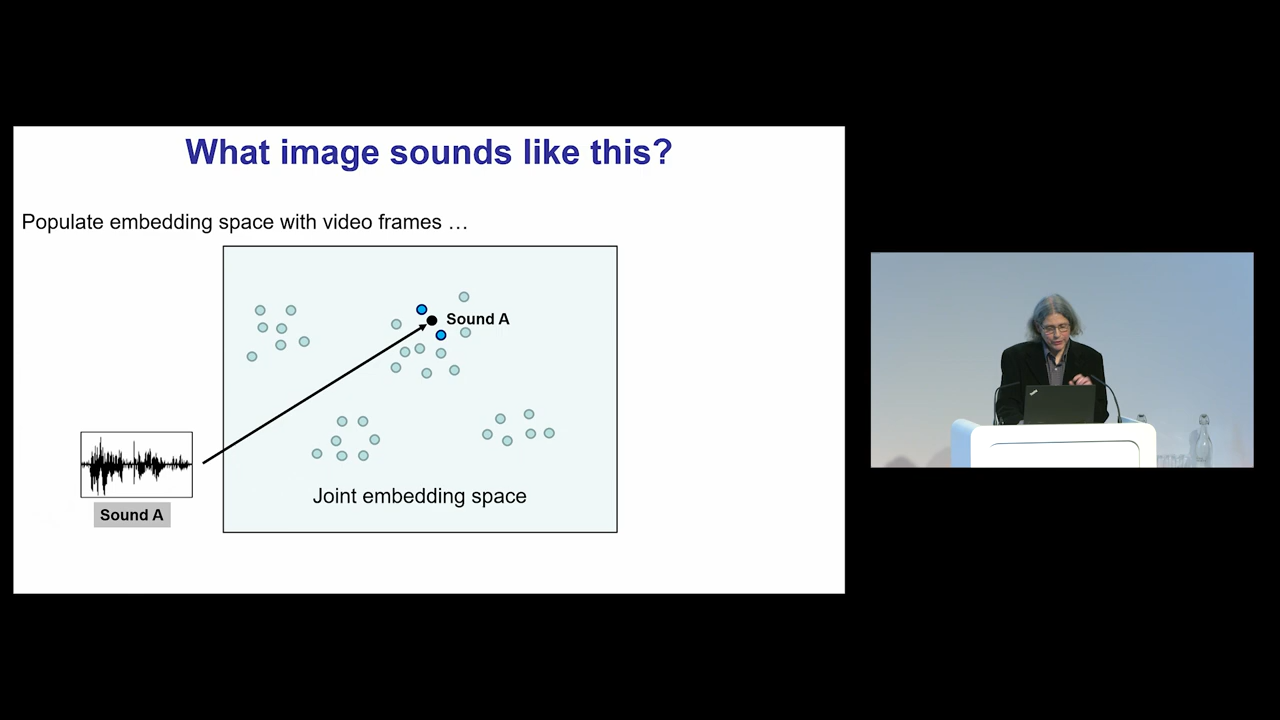 What image sounds like this?
Populate embedding space with video frames …
Sound A
Sound A
Joint embedding space